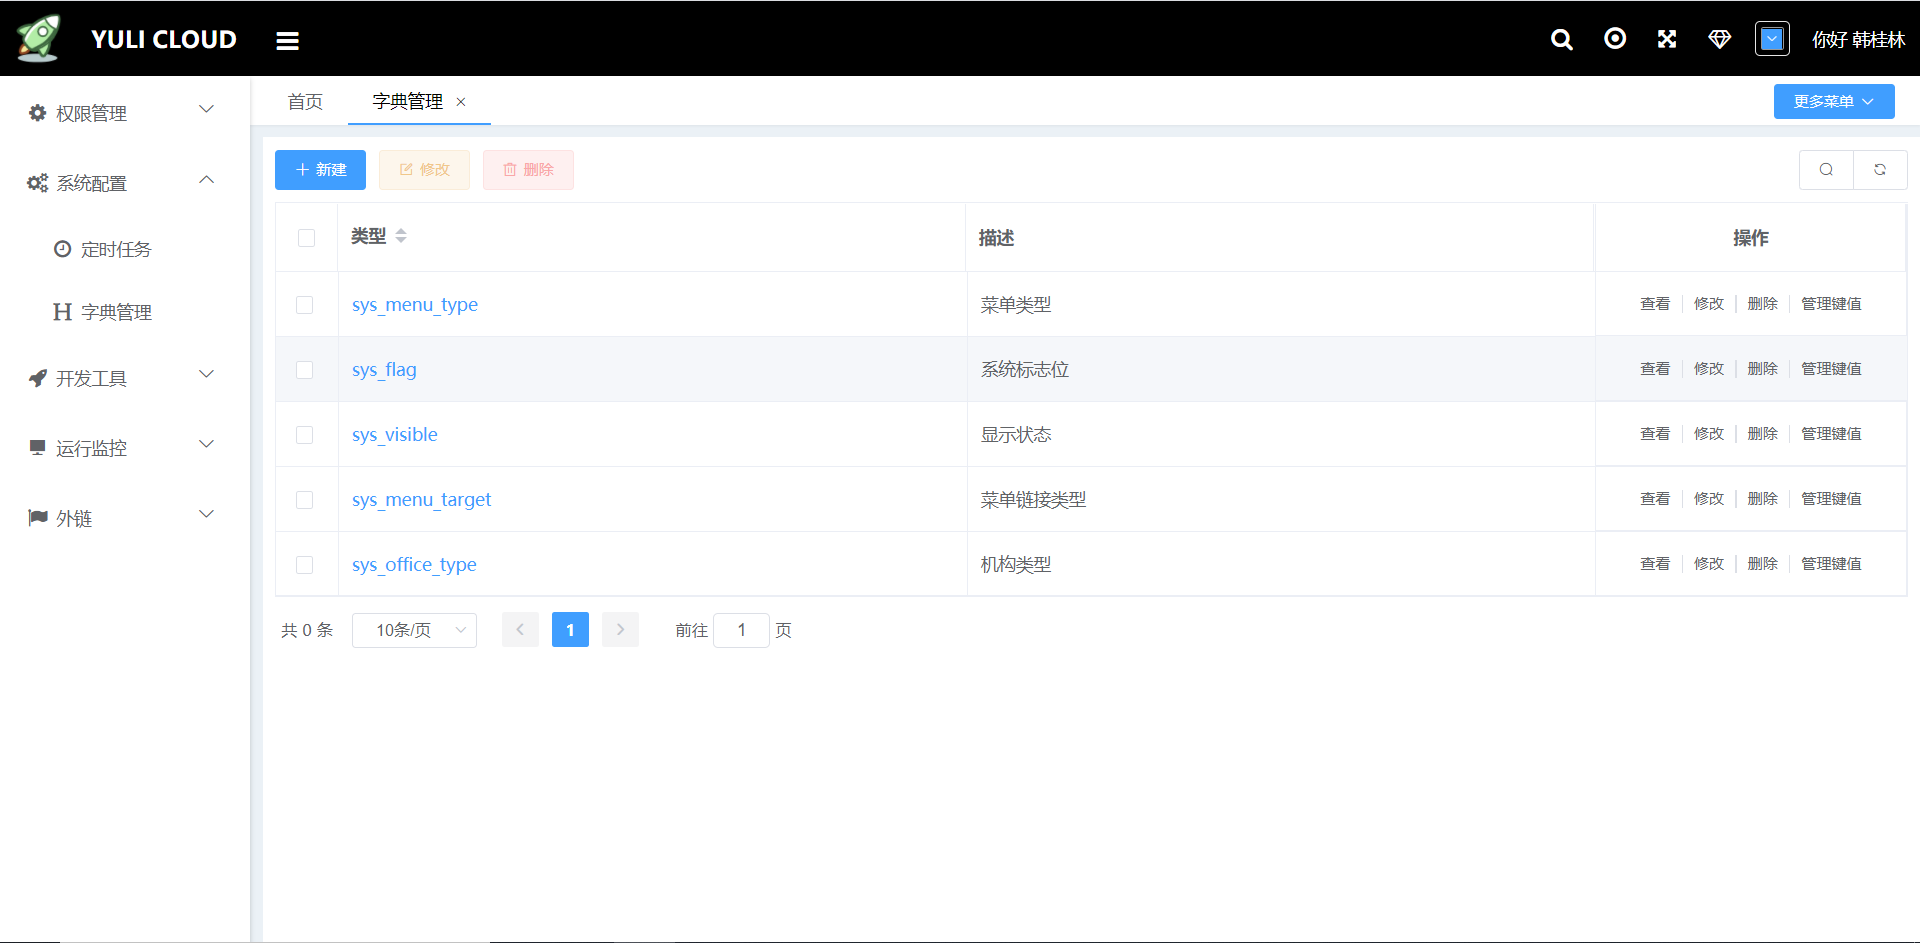 YULI CLOUD
你好 韩桂林
权限管理
系统配置
定时任务
字典管理
开发工具
运行监控
外链
首页 字典管理 更多菜单
新建 修改 删除
类型 描述 操作
sys_menu_type 菜单类型 查看 修改 删除 管理键值
sys_flag 系统标志位 查看 修改 删除 管理键值
sys_visible 显示状态 查看 修改 删除 管理键值
sys_menu_target 菜单链接类型 查看 修改 删除 管理键值
sys_office_type 机构类型 查看 修改 删除 管理键值
共 0 条 10条/页 1 前往 1 页